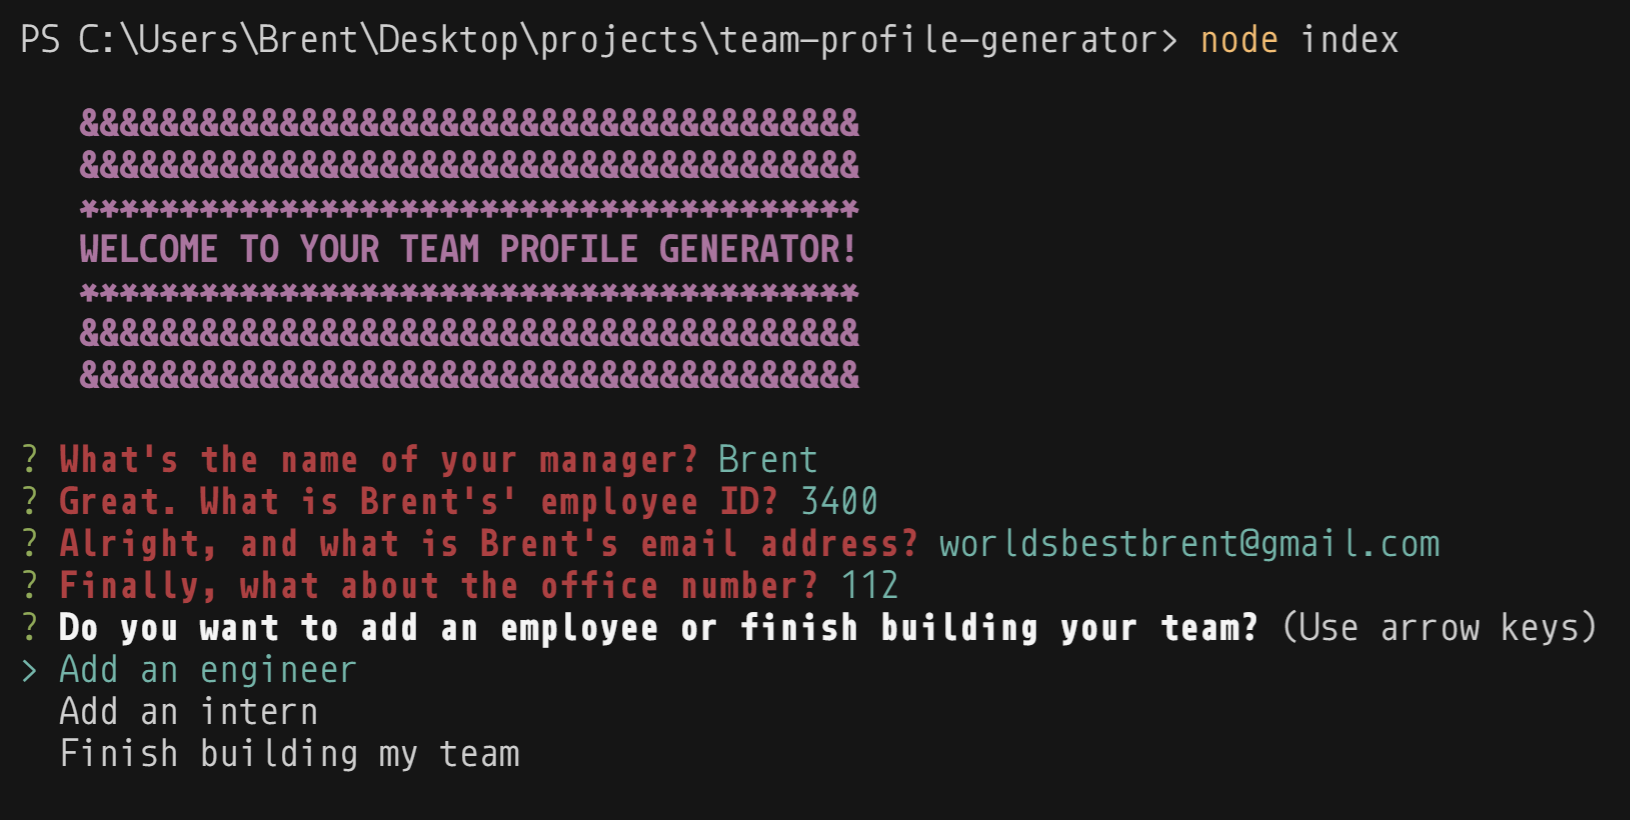 PS C:\Users\Brent\Desktop\projects\team-profile-generator> node index
&&&&&&&&&&&&&&&&&&&&&&&&&&&&&&&&&&&&&&&
&&&&&&&&&&&&&&&&&&&&&&&&&&&&&&&&&&&&&&&
***************************************
WELCOME TO YOUR TEAM PROFILE GENERATOR!
***************************************
&&&&&&&&&&&&&&&&&&&&&&&&&&&&&&&&&&&&&&&
&&&&&&&&&&&&&&&&&&&&&&&&&&&&&&&&&&&&&&&
? What's the name of your manager? Brent
? Great. What is Brent's' employee ID? 3400
? Alright, and what is Brent's email address? worldsbestbrent@gmail.com
? Finally, what about the office number? 112
? Do you want to add an employee or finish building your team? (Use arrow keys)
> Add an engineer
Add an intern
Finish building my team